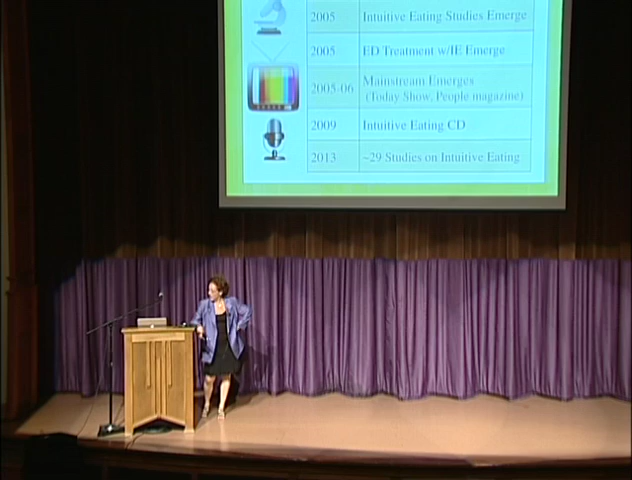 2005 Intuitive Eating Studies Emerge
2005 ED Treatment w/IE Emerge
2005-06 Mainstream Emerges
(Today Show, People magazine)
2009 Intuitive Eating CD
2013 ~29 Studies on Intuitive Eating